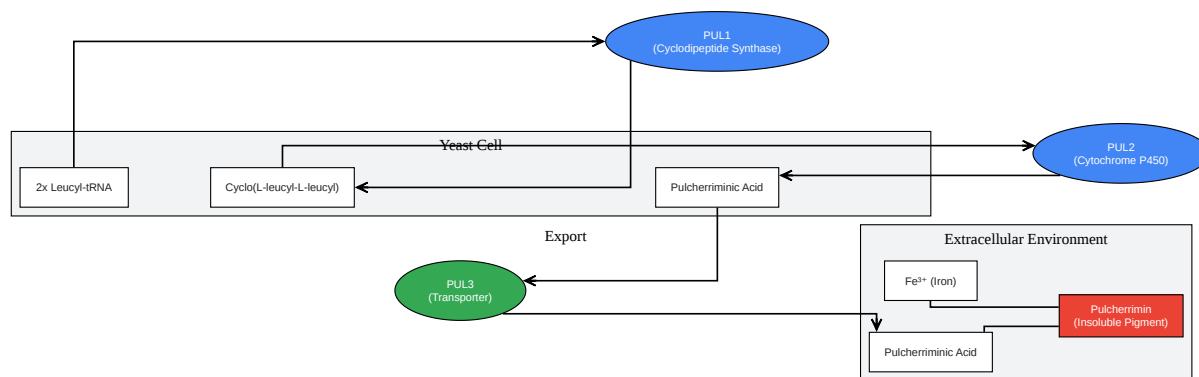 PUL1
(Cyclodipeptide Synthase)
Yeast Cell
PUL2
(Cytochrome P450)
2x Leucyl-tRNA
Cyclo(L-leucyl-L-leucyl)
Pulcherriminic Acid
Export
Extracellular Environment
PUL3
(Transporter)
Fe³⁺ (Iron)
Pulcherrimin
(Insoluble Pigment)
Pulcherriminic Acid